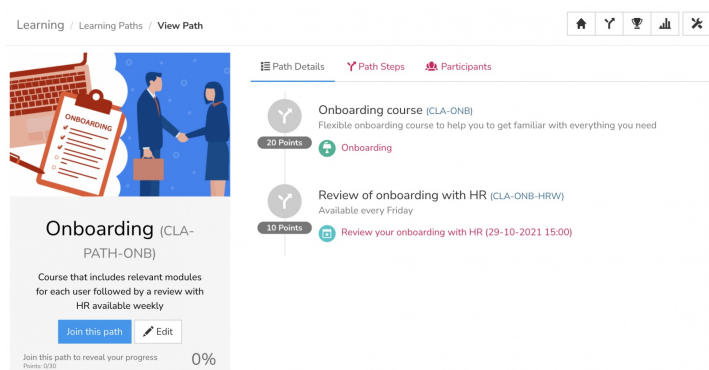 Learning / Learning Paths / View Path
Path Details Path Steps Participants
ONBOARDING
Onboarding course (CLA-ONB)
Flexible onboarding course to help you to get familiar with everything you need
20 Points
Onboarding
Review of onboarding with HR (CLA-ONB-HRW)
Available every Friday
10 Points
Review your onboarding with HR (29-10-2021 15:00)
Onboarding (CLA-
PATH-ONB)
Course that includes relevant modules
for each user followed by a review with
HR available weekly
Join this path Edit
Join this path to reveal your progress 0%
Points: 0/30